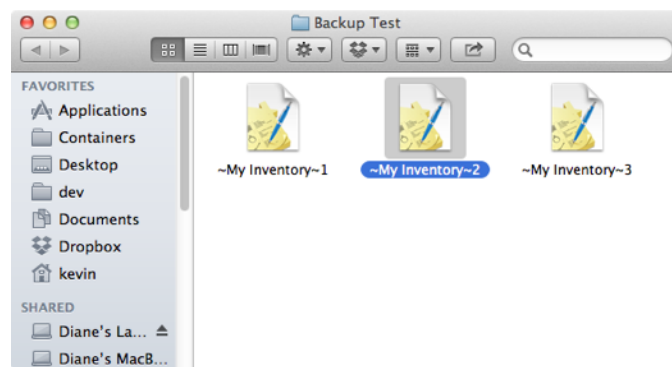 Backup Test
FAVORITES
Applications
Containers
Desktop
dev
Documents
Dropbox
kevin
SHARED
Diane's La...
Diane's MacB...
~My Inventory~1
~My Inventory~2
~My Inventory~3